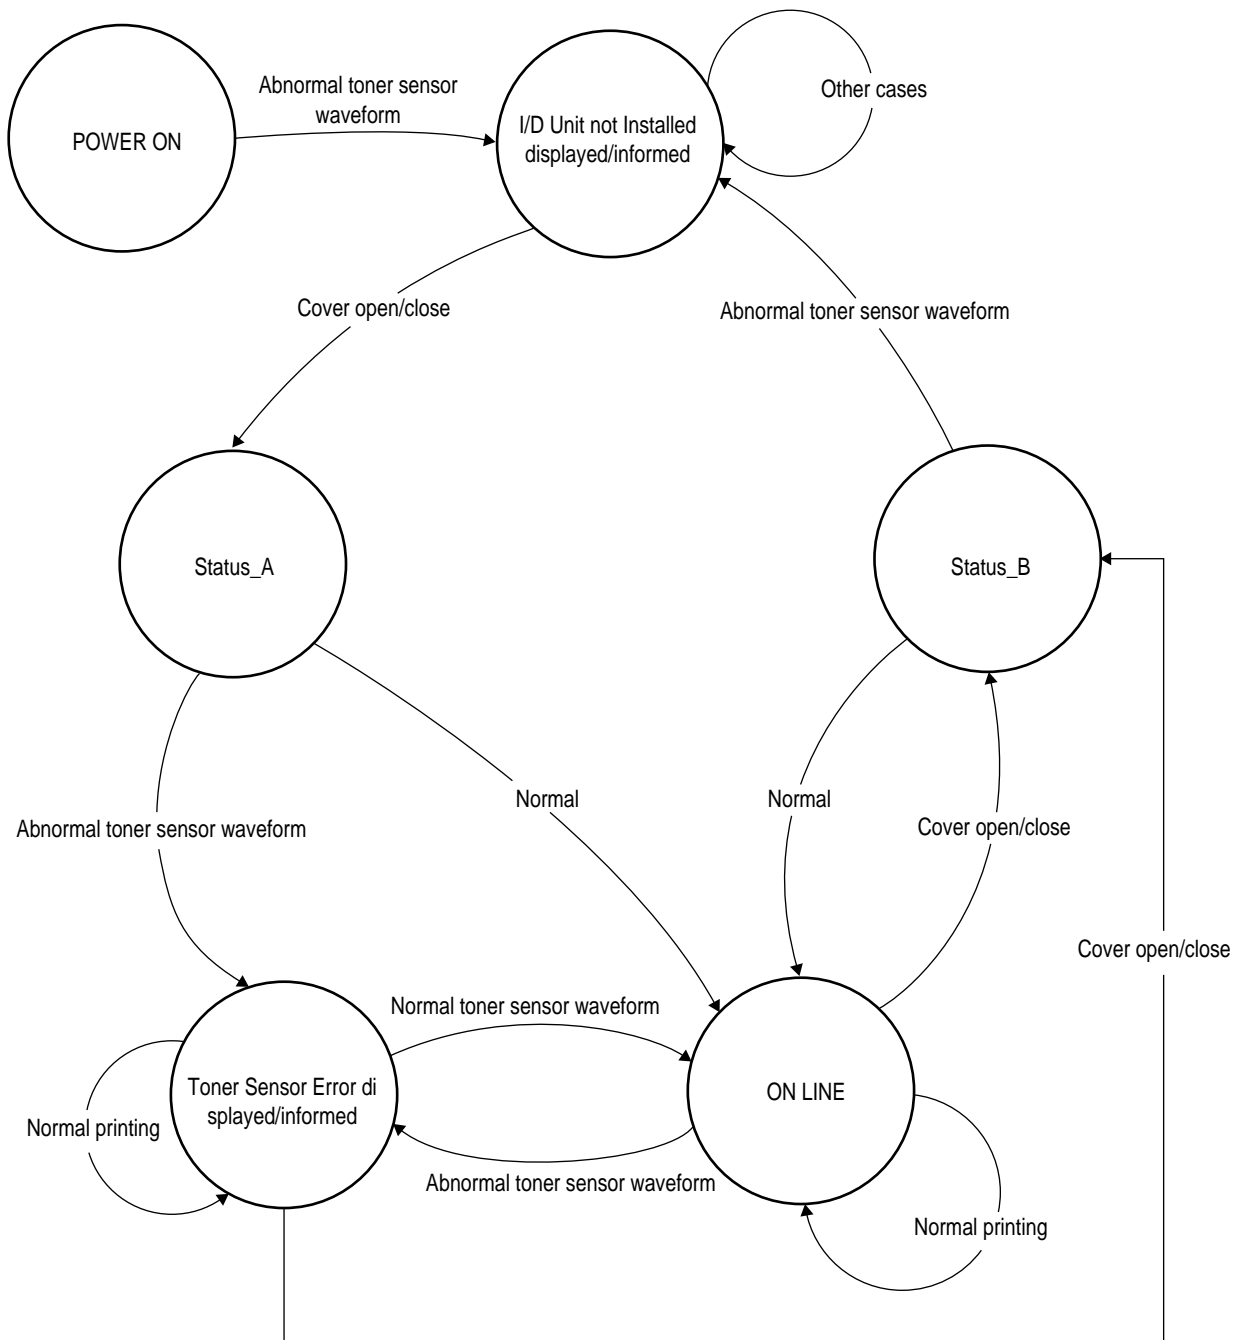 Abnormal toner sensor
waveform
POWER ON
I/D Unit not Installed
displayed/informed
Other cases
Cover open/close
Abnormal toner sensor waveform
Status_A
Status_B
Normal
Normal
Abnormal toner sensor waveform
Cover open/close
Cover open/close
Normal toner sensor waveform
Toner Sensor Error di
splayed/informed
ON LINE
Normal printing
Abnormal toner sensor waveform
Normal printing